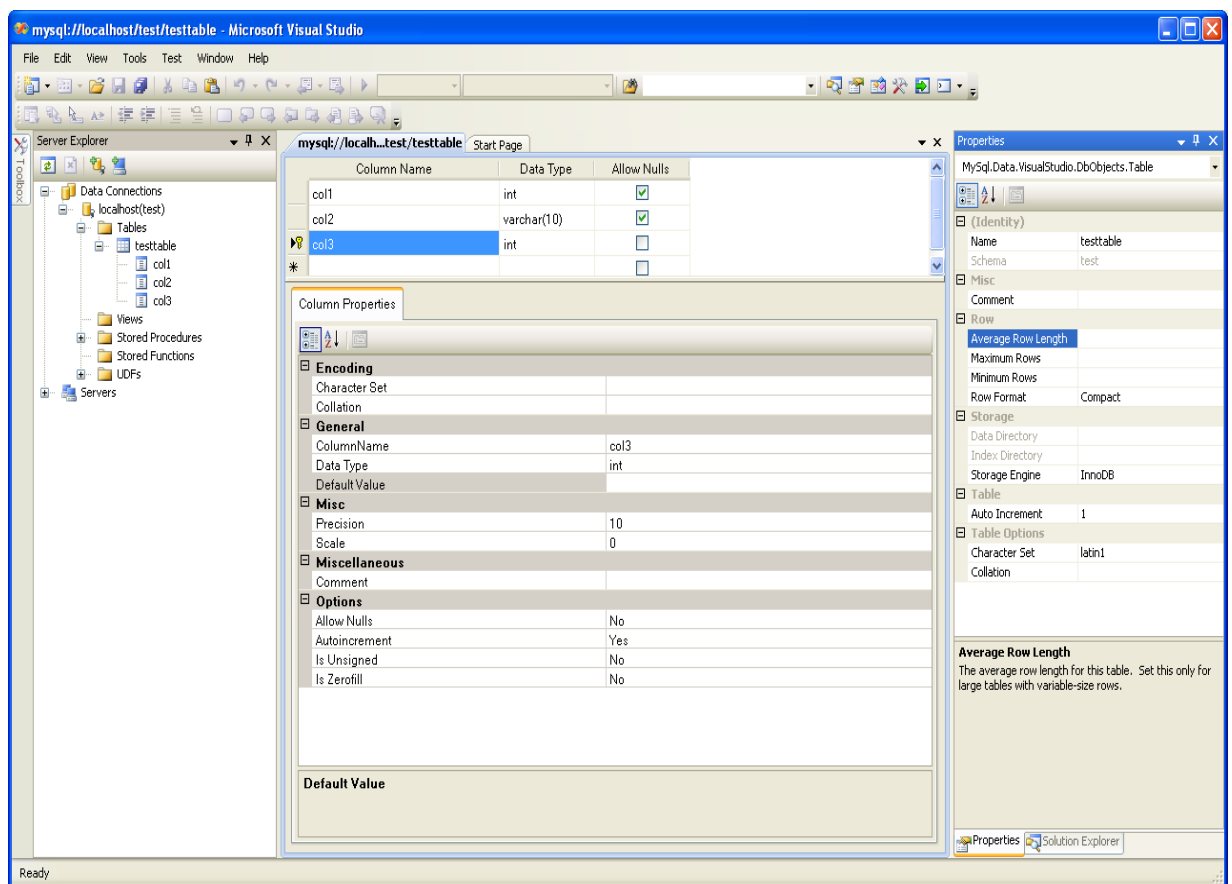 mysql://localhost/test/testtable - Microsoft Visual Studio
File Edit View Tools Test Window Help
Toolbox
Server Explorer
Data Connections
localhost(test)
Tables
testtable
col1
col2
col3
Views
Stored Procedures
Stored Functions
UDFs
Servers
mysql://localh...test/testtable Start Page
Column Name Data Type Allow Nulls
col1 int
col2 varchar(10)
col3 int
Column Properties
Encoding
Character Set
Collation
General
ColumnName col3
Data Type int
Default Value
Misc
Precision 10
Scale 0
Miscellaneous
Comment
Options
Allow Nulls No
Autoincrement Yes
Is Unsigned No
Is Zerofill No
Default Value
Properties
MySql.Data.VisualStudio.DbObjects.Table
(Identity)
Name testtable
Schema test
Misc
Comment
Row
Average Row Length
Maximum Rows
Minimum Rows
Row Format Compact
Storage
Data Directory
Index Directory
Storage Engine InnoDB
Table
Auto Increment 1
Table Options
Character Set latin1
Collation
Average Row Length
The average row length for this table. Set this only for
large tables with variable-size rows.
Properties Solution Explorer
Ready